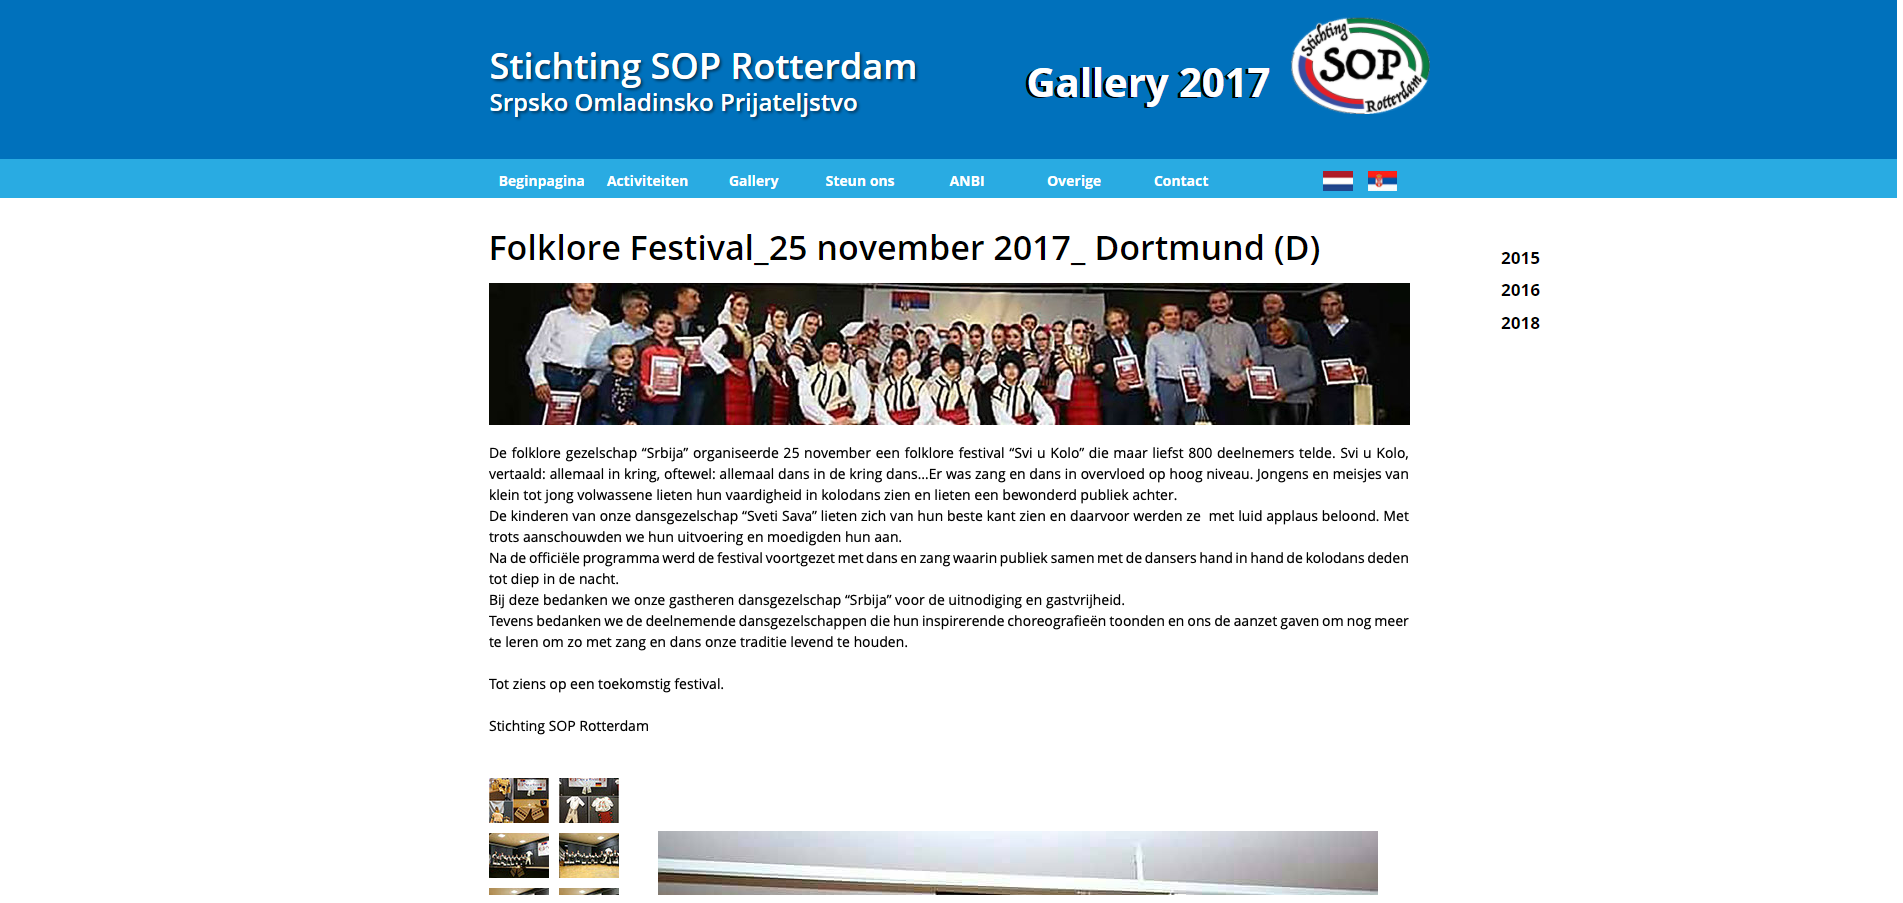 Stichting SOP Rotterdam
Srpsko Omladinsko Prijateljstvo
Gallery 2017
Stichting
SOP
Rotterdam
Beginpagina Activiteiten Gallery Steun ons ANBI Overige Contact
Folklore Festival_25 november 2017_ Dortmund (D)
2015
2016
2018
De folklore gezelschap “Srbija” organiseerde 25 november een folklore festival “Svi u Kolo” die maar liefst 800 deelnemers telde. Svi u Kolo,
vertaald: allemaal in kring, oftewel: allemaal dans in de kring dans...Er was zang en dans in overvloed op hoog niveau. Jongens en meisjes van
klein tot jong volwassene lieten hun vaardigheid in kolodans zien en lieten een bewonderd publiek achter.
De kinderen van onze dansgezelschap “Sveti Sava” lieten zich van hun beste kant zien en daarvoor werden ze  met luid applaus beloond. Met
trots aanschouwden we hun uitvoering en moedigden hun aan.
Na de officiële programma werd de festival voortgezet met dans en zang waarin publiek samen met de dansers hand in hand de kolodans deden
tot diep in de nacht.
Bij deze bedanken we onze gastheren dansgezelschap “Srbija” voor de uitnodiging en gastvrijheid.
Tevens bedanken we de deelnemende dansgezelschappen die hun inspirerende choreografieën toonden en ons de aanzet gaven om nog meer
te leren om zo met zang en dans onze traditie levend te houden.
Tot ziens op een toekomstig festival.
Stichting SOP Rotterdam